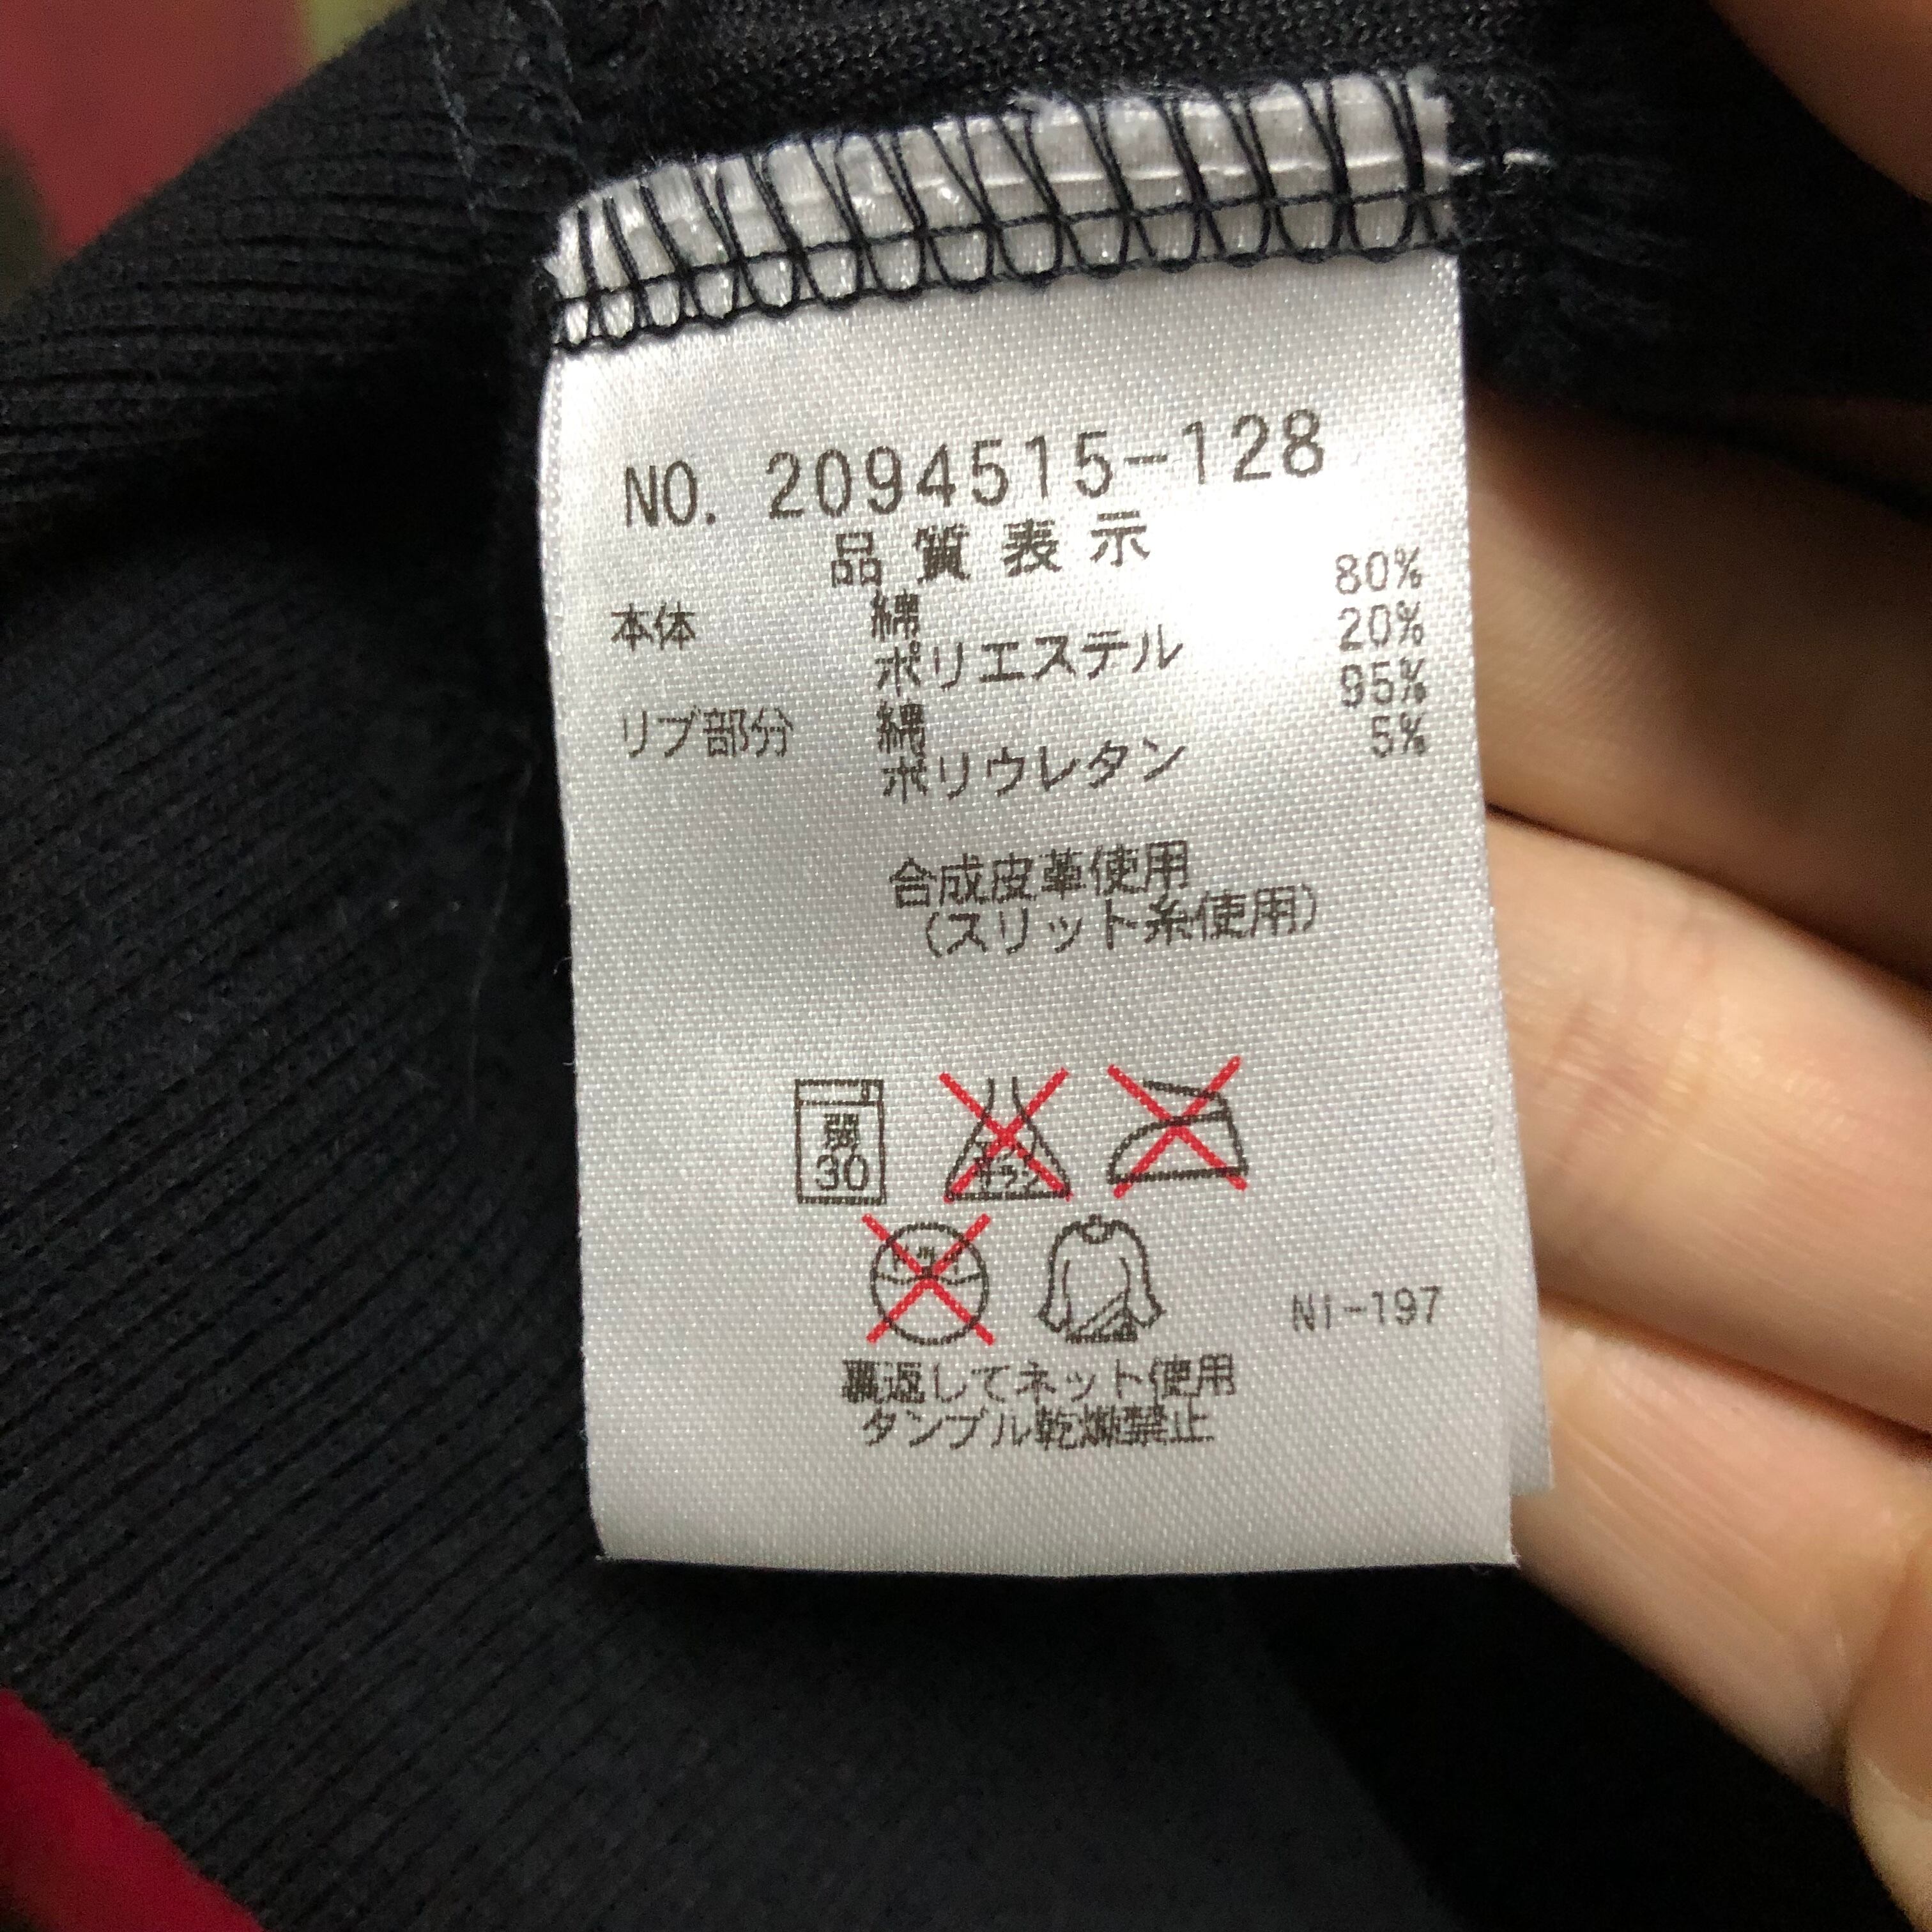 NO. 2094515-128
品質表示
本体 綿 80%
ポリエステル 20%
リブ部分 綿 95%
ポリウレタン 5%
合成皮革使用
(スリット糸使用)
弱
30
NI-197
裏返してネット使用
タンブル乾燥禁止